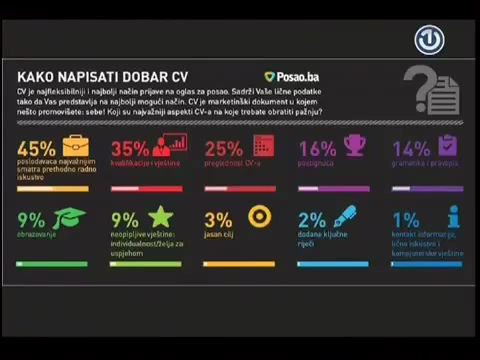 KAKO NAPISATI DOBAR CV
Posao.ba
CV je najfleksibilniji i najbolji način prijave na oglas za posao. Sadrži Vaše lične podatke
tako da Vas predstavlja na najbolji mogući način. CV je marketinški dokument u kojem
nešto promovišete: sebe! Koji su najvažniji aspekti CV-a na koje trebate obratiti pažnju?
45%
poslodavaca najvažnijim
smatra prethodno radno
iskustvo
35%
kvalifikacije i vještine
25%
preglednost CV-a
16%
postignuća
14%
gramatika i pravopis
9%
obrazovanje
9%
neopipljive vještine:
individualnost/želja za
uspjehom
3%
jasan cilj
2%
dodane ključne
riječi
1%
kontakt informacije,
lično iskustvo i
kompjuterske vještine